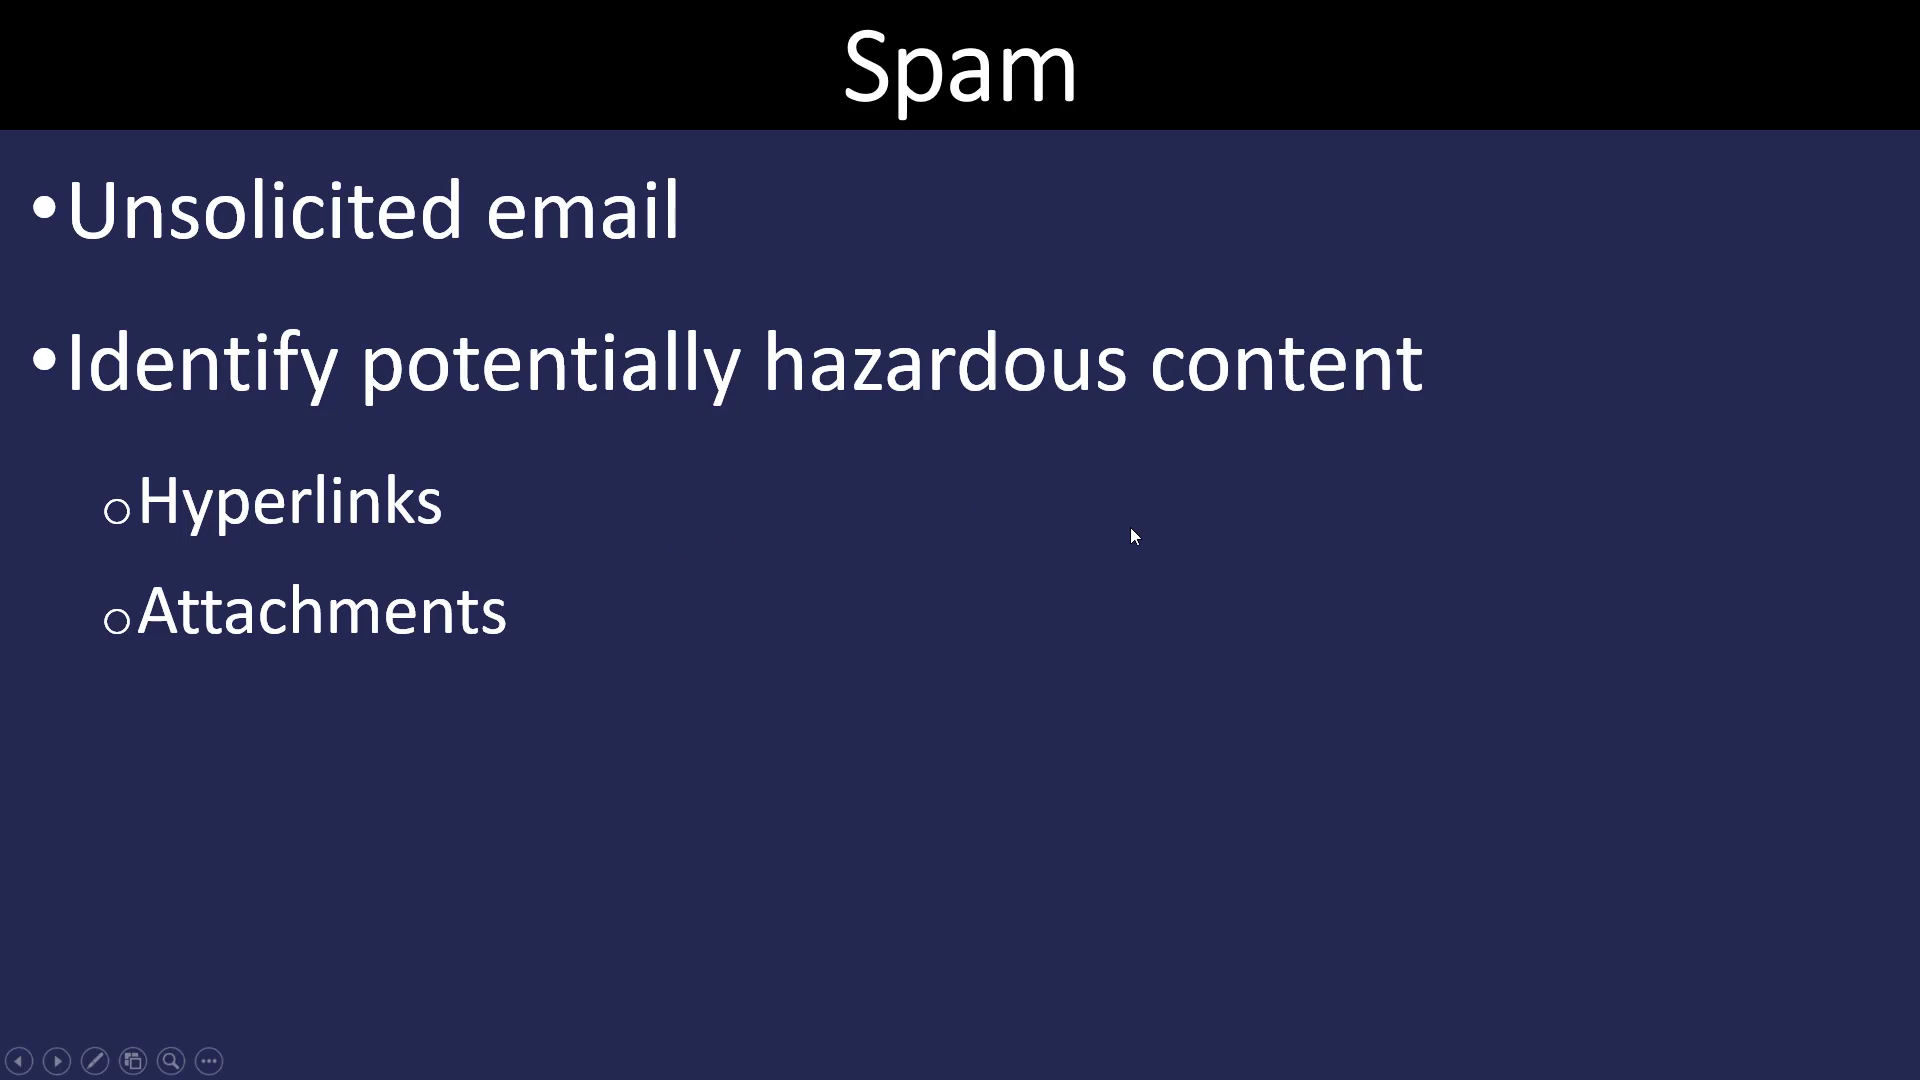 Spam
•Unsolicited email
•Identify potentially hazardous content
○Hyperlinks
○Attachments